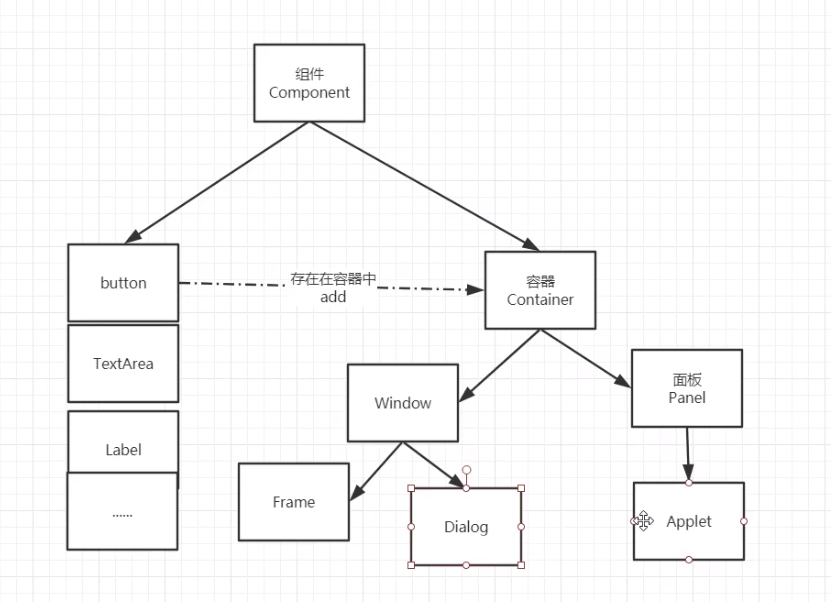 组件
Component
button
存在在容器中
add
容器
Container
TextArea
面板
Panel
Window
Label
Frame
Dialog
Applet
......